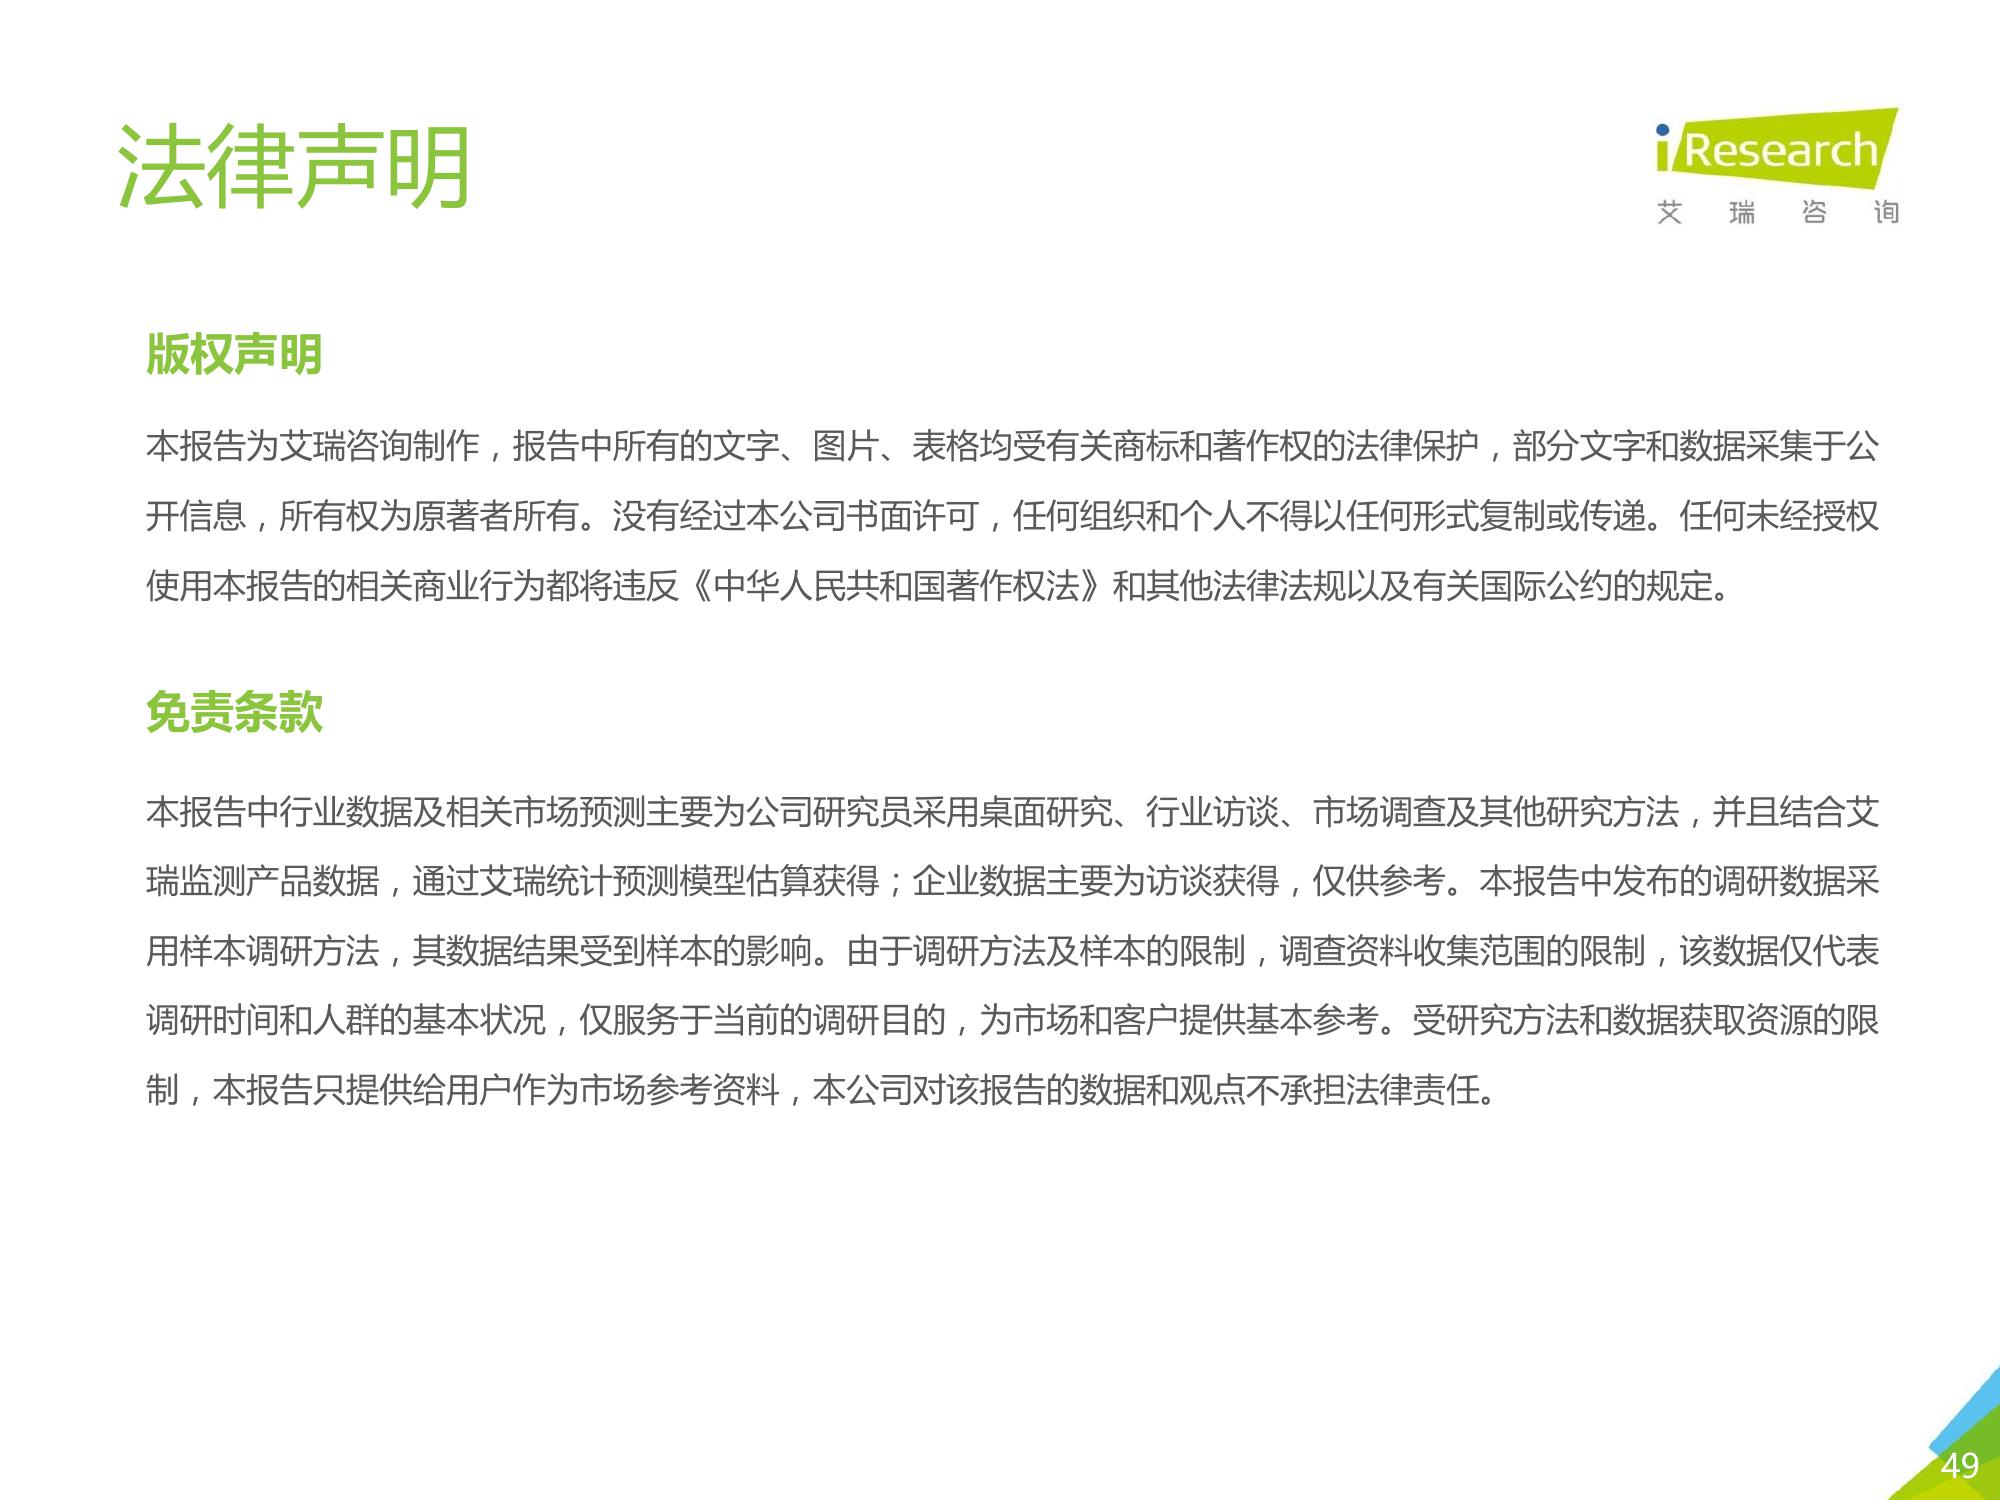 法律声明
iResearch
艾瑞咨询
版权声明
本报告为艾瑞咨询制作，报告中所有的文字、图片、表格均受有关商标和著作权的法律保护，部分文字和数据采集于公
开信息，所有权为原著者所有。没有经过本公司书面许可，任何组织和个人不得以任何形式复制或传递。任何未经授权
使用本报告的相关商业行为都将违反《中华人民共和国著作权法》和其他法律法规以及有关国际公约的规定。
免责条款
本报告中行业数据及相关市场预测主要为公司研究员采用桌面研究、行业访谈、市场调查及其他研究方法，并且结合艾
瑞监测产品数据，通过艾瑞统计预测模型估算获得；企业数据主要为访谈获得，仅供参考。本报告中发布的调研数据采
用样本调研方法，其数据结果受到样本的影响。由于调研方法及样本的限制，调查资料收集范围的限制，该数据仅代表
调研时间和人群的基本状况，仅服务于当前的调研目的，为市场和客户提供基本参考。受研究方法和数据获取资源的限
制，本报告只提供给用户作为市场参考资料，本公司对该报告的数据和观点不承担法律责任。
49